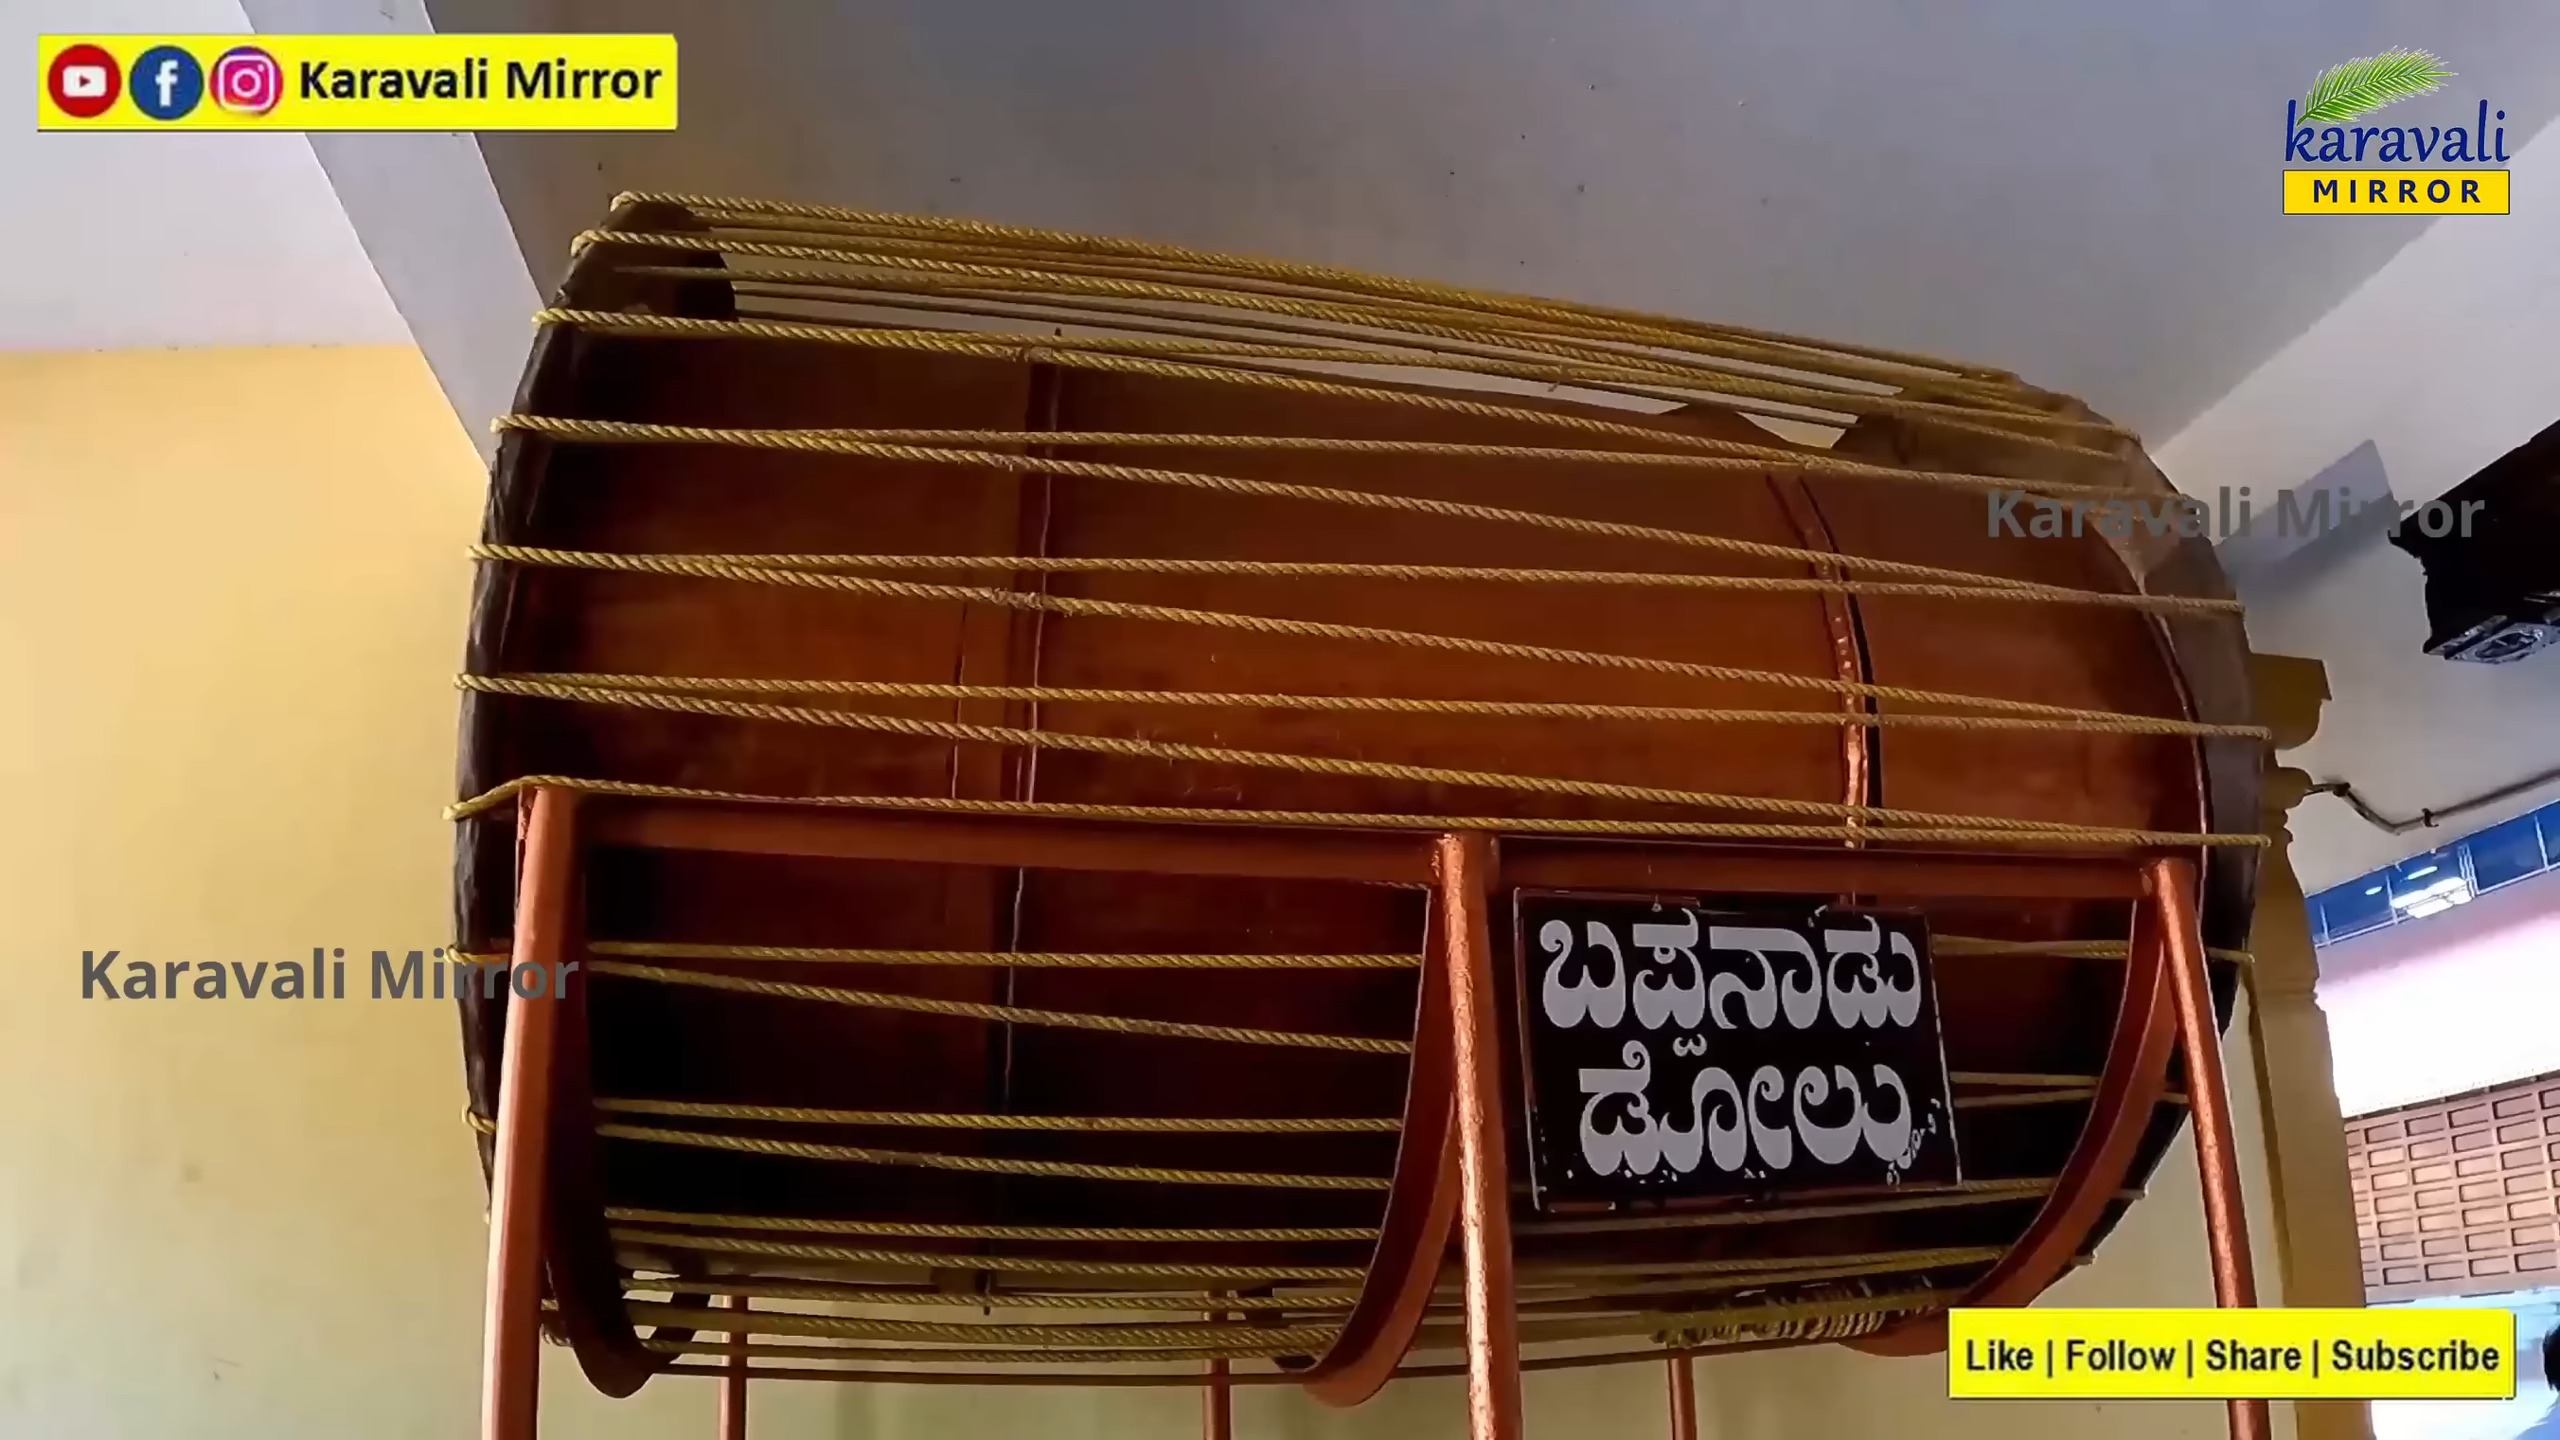 Karavali Mirror
karavali
MIRROR
Karavali Mirror
Karavali Mirror
ಬಪ್ಪನಾಡು
ಡೋಲು
Like | Follow | Share | Subscribe